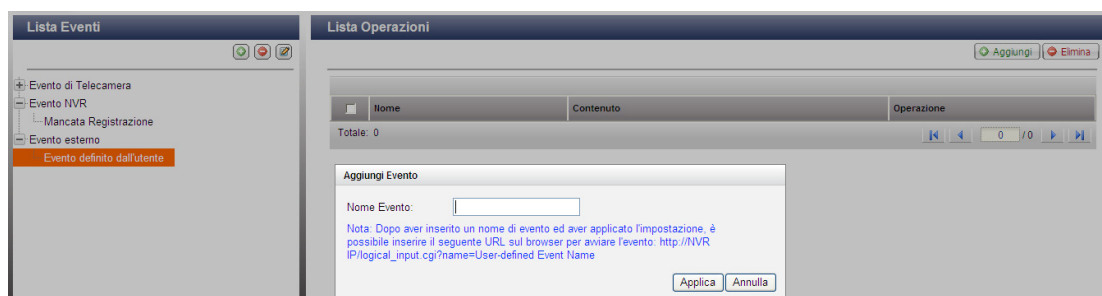 Lista Eventi
Lista Operazioni
Aggiungi Elimina
Evento di Telecamera
Evento NVR
Mancata Registrazione
Evento esterno
Evento definito dall'utente
Nome Contenuto Operazione
Totale: 0
0 /0
Aggiungi Evento
Nome Evento:
Nota: Dopo aver inserito un nome di evento ed aver applicato l'impostazione, è
possibile inserire il seguente URL sul browser per avviare l'evento: http://NVR
IP/logical_input.cgi?name=User-defined Event Name
Applica Annulla